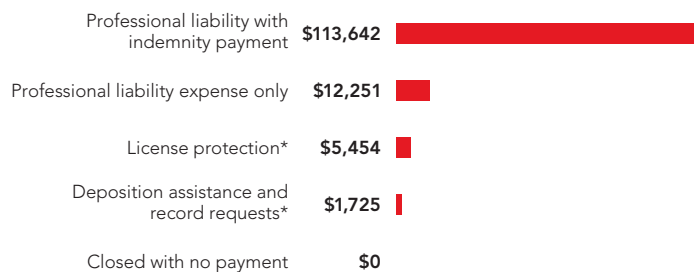 Professional liability with
indemnity payment
$113,642
Professional liability expense only
$12,251
License protection*
$5,454
Deposition assistance and
record requests*
$1,725
Closed with no payment
$0